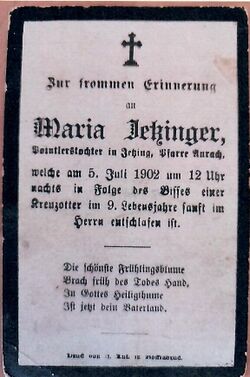 Zur frommen Erinnerung
an
Maria Jetzinger,
Pointlerstochter in Jetzing, Pfarre Aurach,
welche am 5. Juli 1902 um 12 Uhr
nachts in Folge des Bisses einer
Kreuzotter im 9. Lebensjahre sanft im
Herrn entschlafen ist.
Die schönste Frühlingsblume
Brach früh des Todes Hand,
In Gottes Heiligthume
Ist jetzt dein Vaterland.
Druck von